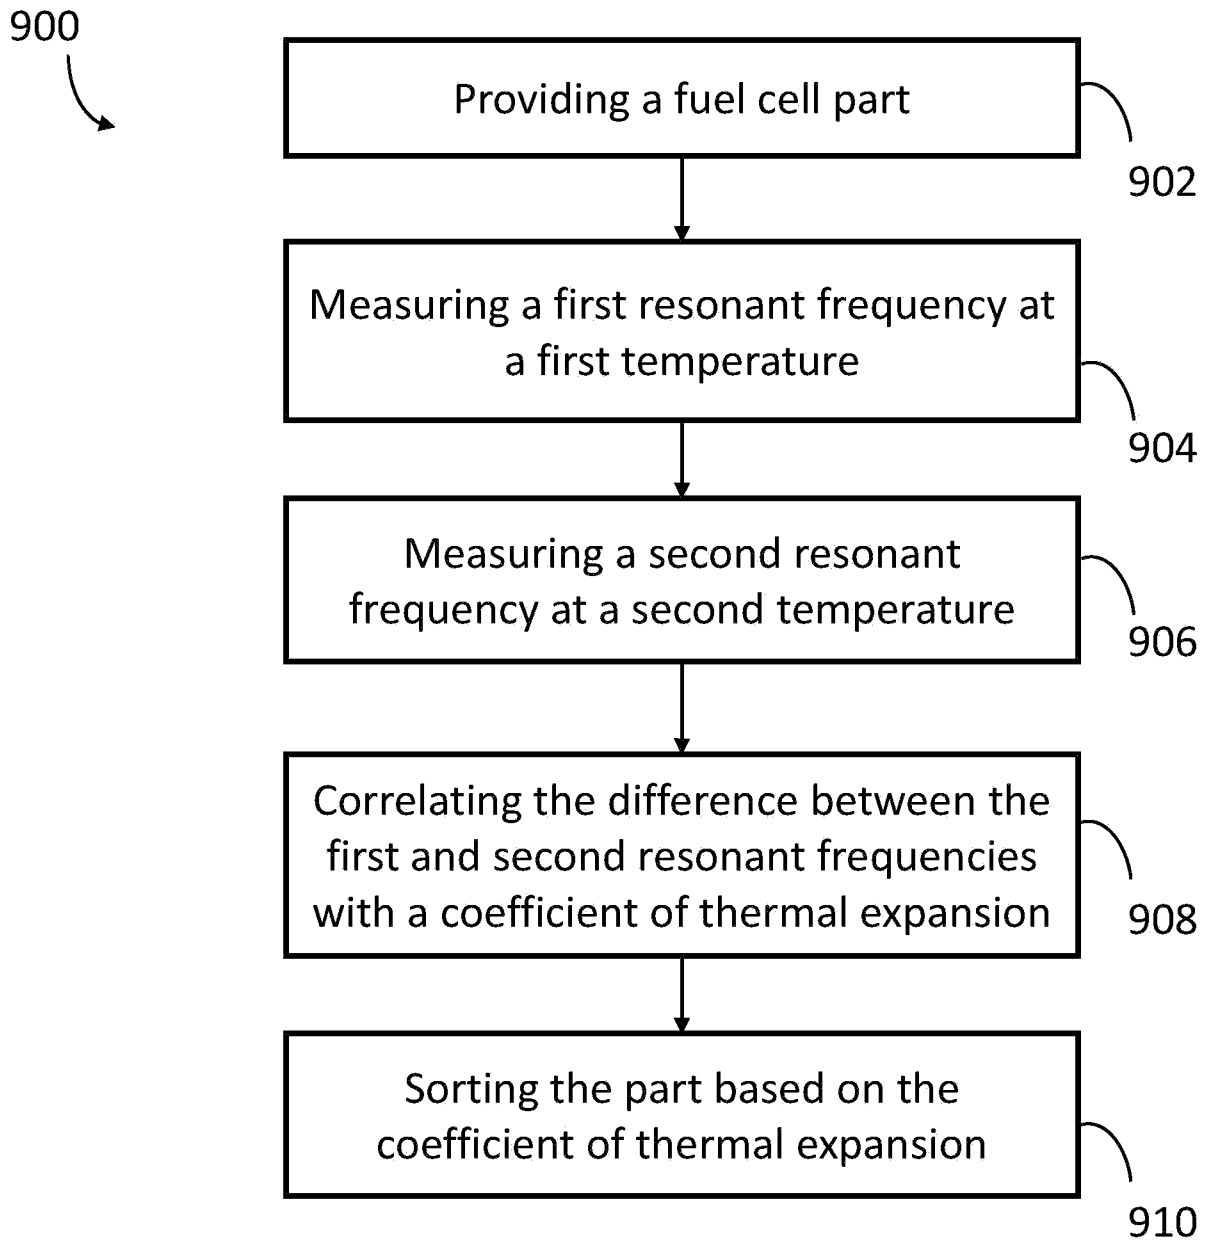 900
Providing a fuel cell part
902
Measuring a first resonant frequency at
a first temperature
904
Measuring a second resonant
frequency at a second temperature
906
Correlating the difference between the
first and second resonant frequencies
with a coefficient of thermal expansion
908
Sorting the part based on the
coefficient of thermal expansion
910